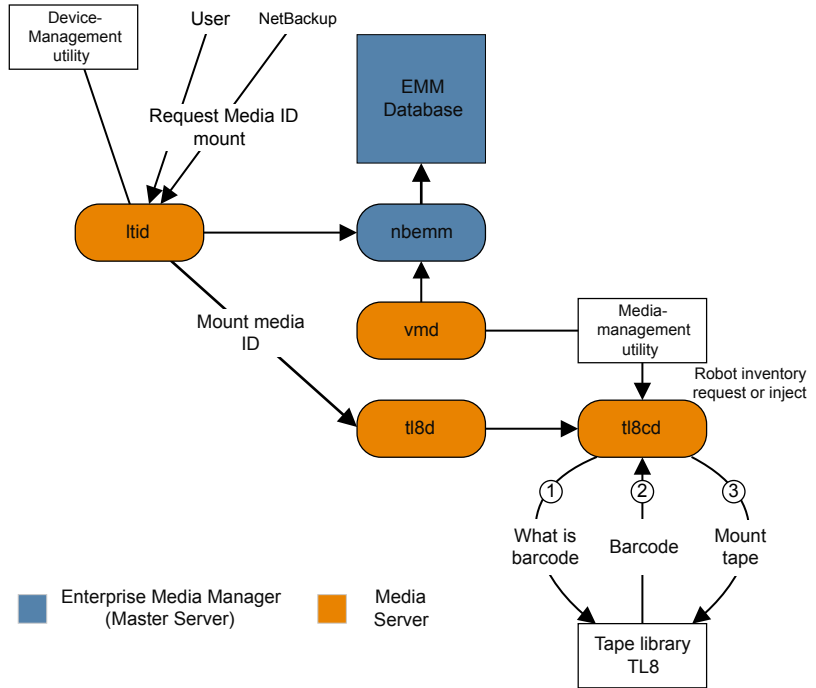 Device-
Management
utility
User
NetBackup
EMM
Database
Request Media ID
mount
ltid
nbemm
Mount media
ID
vmd
Media-
management
utility
Robot inventory
request or inject
tl8d
tl8cd
1
2
3
What is
barcode
Barcode
Mount
tape
Enterprise Media Manager
(Master Server)
Media
Server
Tape library
TL8